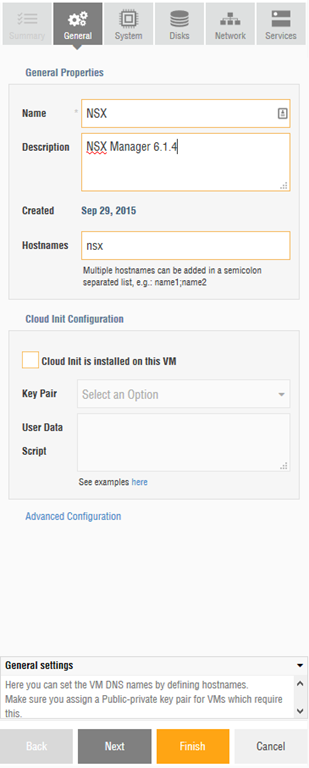 Summary General System Disks Network Services
General Properties
Name * NSX
Description NSX Manager 6.1.4
Created Sep 29, 2015
Hostnames nsx
Multiple hostnames can be added in a semicolon
separated list, e.g.: name1;name2
Cloud Init Configuration
Cloud Init is installed on this VM
Key Pair Select an Option
User Data
Script
See examples here
Advanced Configuration
General settings
Here you can set the VM DNS names by defining hostnames.
Make sure you assign a Public-private key pair for VMs which require
this.
Back Next Finish Cancel